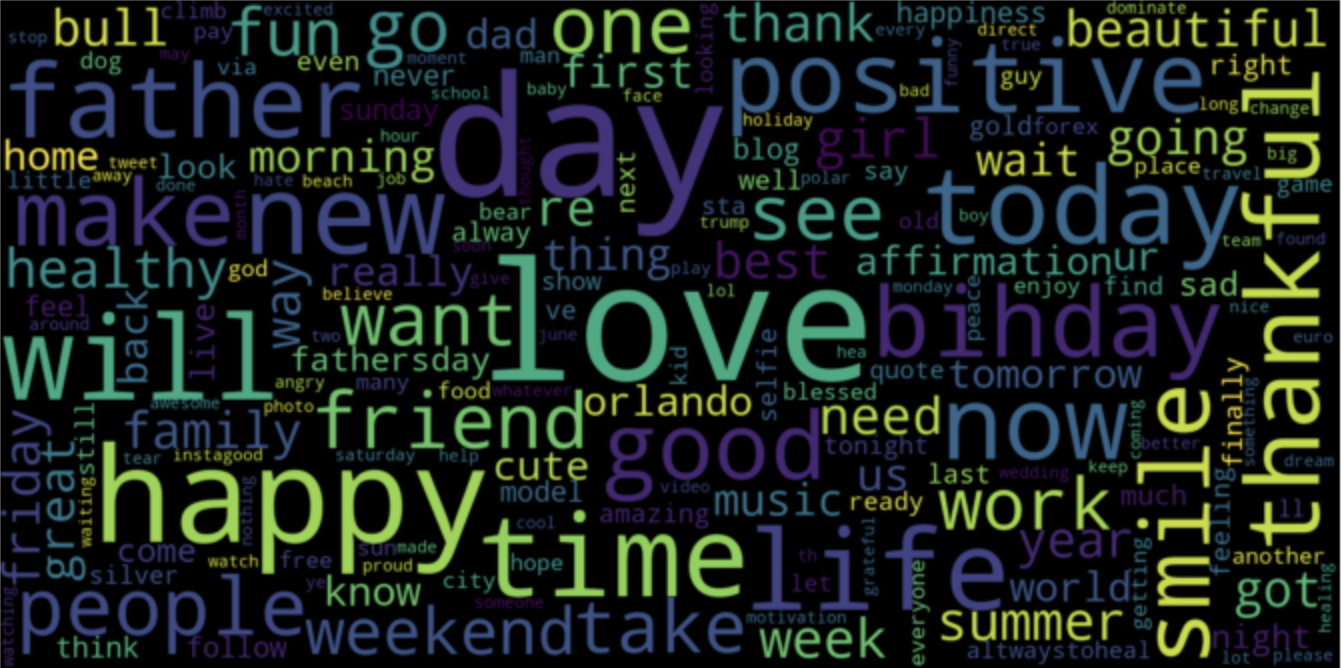 stop bull climb pay excited fun go dad one man thank every happiness direct dominate beautiful
dog via even moment never first looking true funny right
father school baby face day positive bad guy long change
sunday holiday gold forex big
home tweet look hour morning thought next blog girl wait going place
little away done hate beach job well polar say travel game
make month new bear re sta trump see old boy today team found
alway soon thing play best affirmation ur
healthy god way really give show lol monday peace enjoy find sad nice
feel around back live believe two want love ve june bihday euro
will fathersday selfie kid hea quote tomorrow thankful
awesome angry many food whatever blessed
friday great still photo friend orlando need now coming finally something
family tear instagood saturday help good tonight better dream
waiting happy nothing cute model video us last wedding keep smile feeling
cool amazing music ready work much ll
come watch free sun made proud time hope life grateful year another
silver ye know city th let world getting got healing
people someone motivation everyone summer
watching think follow weekend take week altwaystoheal night lot please